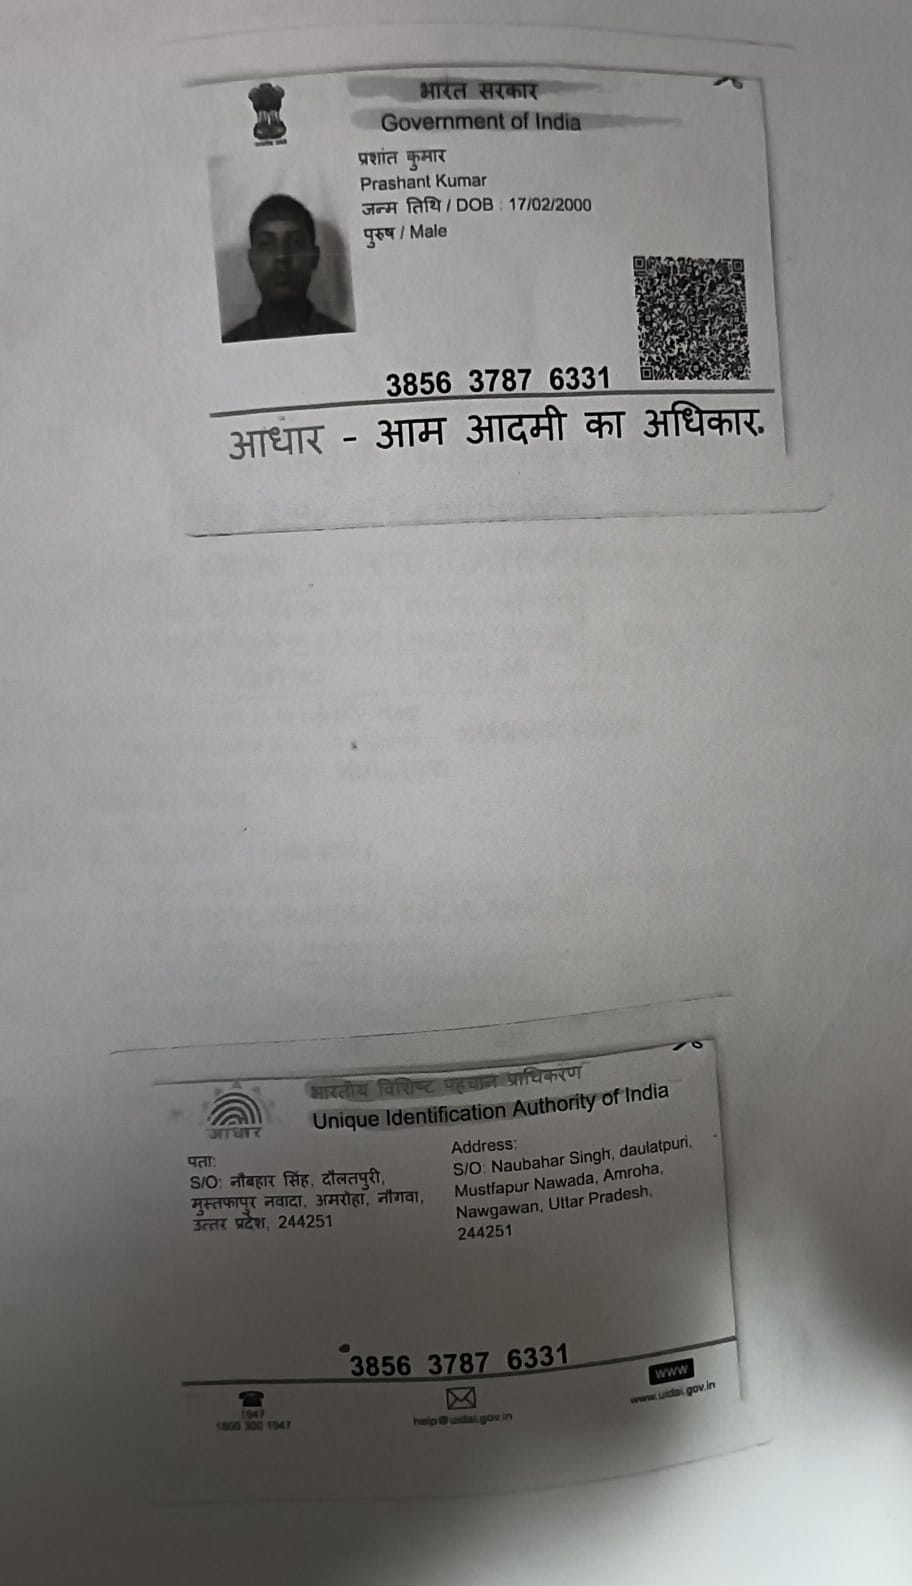 भारत सरकार
Government of India
प्रशांत कुमार
Prashant Kumar
जन्म तिथि / DOB : 17/02/2000
पुरुष / Male
3856 3787 6331
आधार - आम आदमी का अधिकार.
भारतीय विशिष्ट पहचान प्राधिकरण
Unique Identification Authority of India
आधार
पता:
S/O: नौबहार सिंह, दौलतपुरी,
मुस्तफापुर नवादा, अमरोहा, नौगवा,
उत्तर प्रदेश, 244251
Address:
S/O: Naubahar Singh, daulatpuri,
Mustfapur Nawada, Amroha,
Nawgawan, Uttar Pradesh,
244251
3856 3787 6331
1947
1800 300 1947
help@uidai.gov.in
www
www.uidai.gov.in